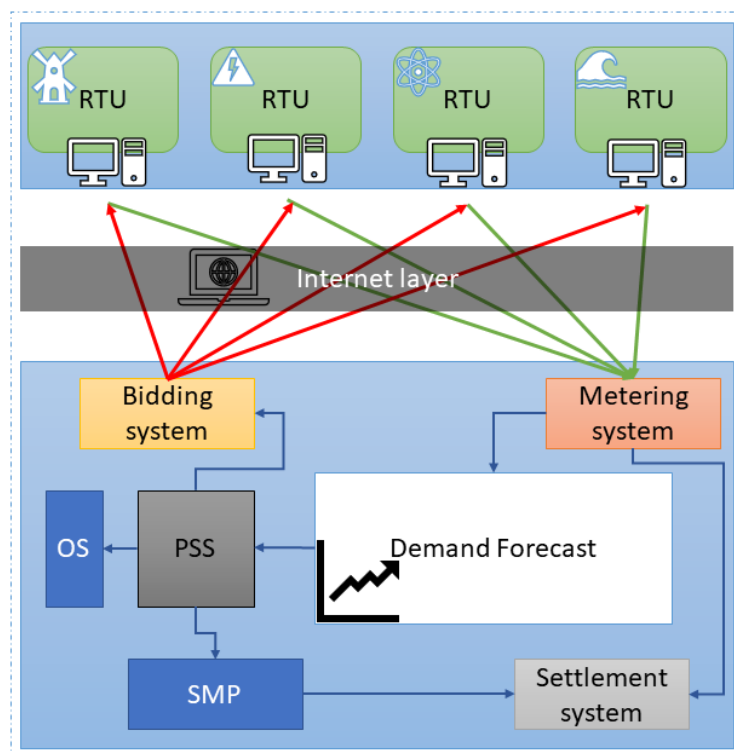 RTU
RTU
RTU
RTU
Internet layer
Bidding
system
Metering
system
OS
PSS
Demand Forecast
SMP
Settlement
system